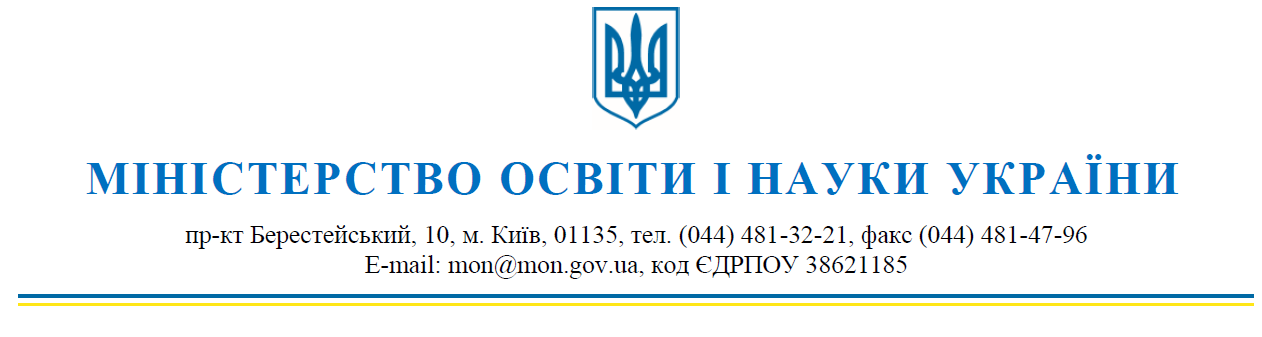 МІНІСТЕРСТВО ОСВІТИ І НАУКИ УКРАЇНИ
пр-кт Берестейський, 10, м. Київ, 01135, тел. (044) 481-32-21, факс (044) 481-47-96
E-mail: mon@mon.gov.ua, код ЄДРПОУ 38621185